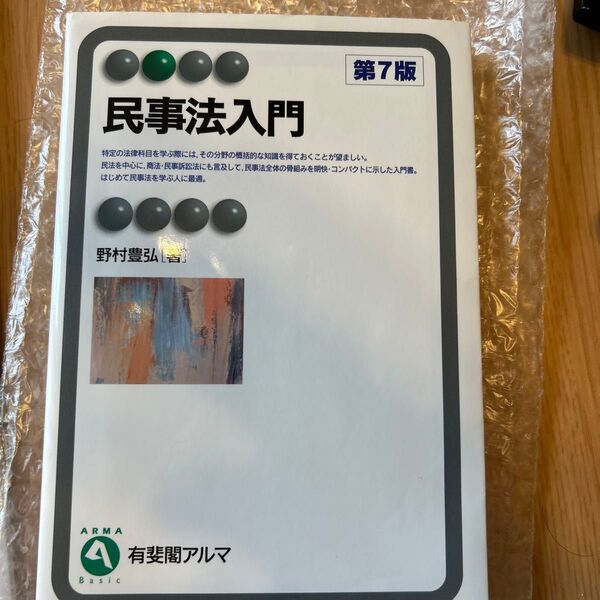 第7版
民事法入門
特定の法律科目を学ぶ際には、その分野の概括的な知識を得ておくことが望ましい。
民法を中心に、商法・民事訴訟法にも言及して、民事法全体の骨組みを明快・コンパクトに示した入門書。
はじめて民事法を学ぶ人に最適。
野村豊弘[著]
ARMA
A
Basic
有斐閣アルマ